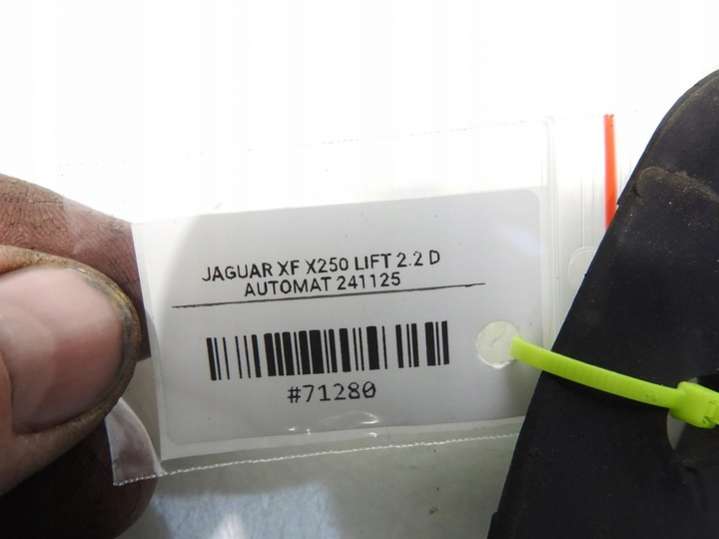 JAGUAR XF X250 LIFT 2.2 D
AUTOMAT 241125
#71280